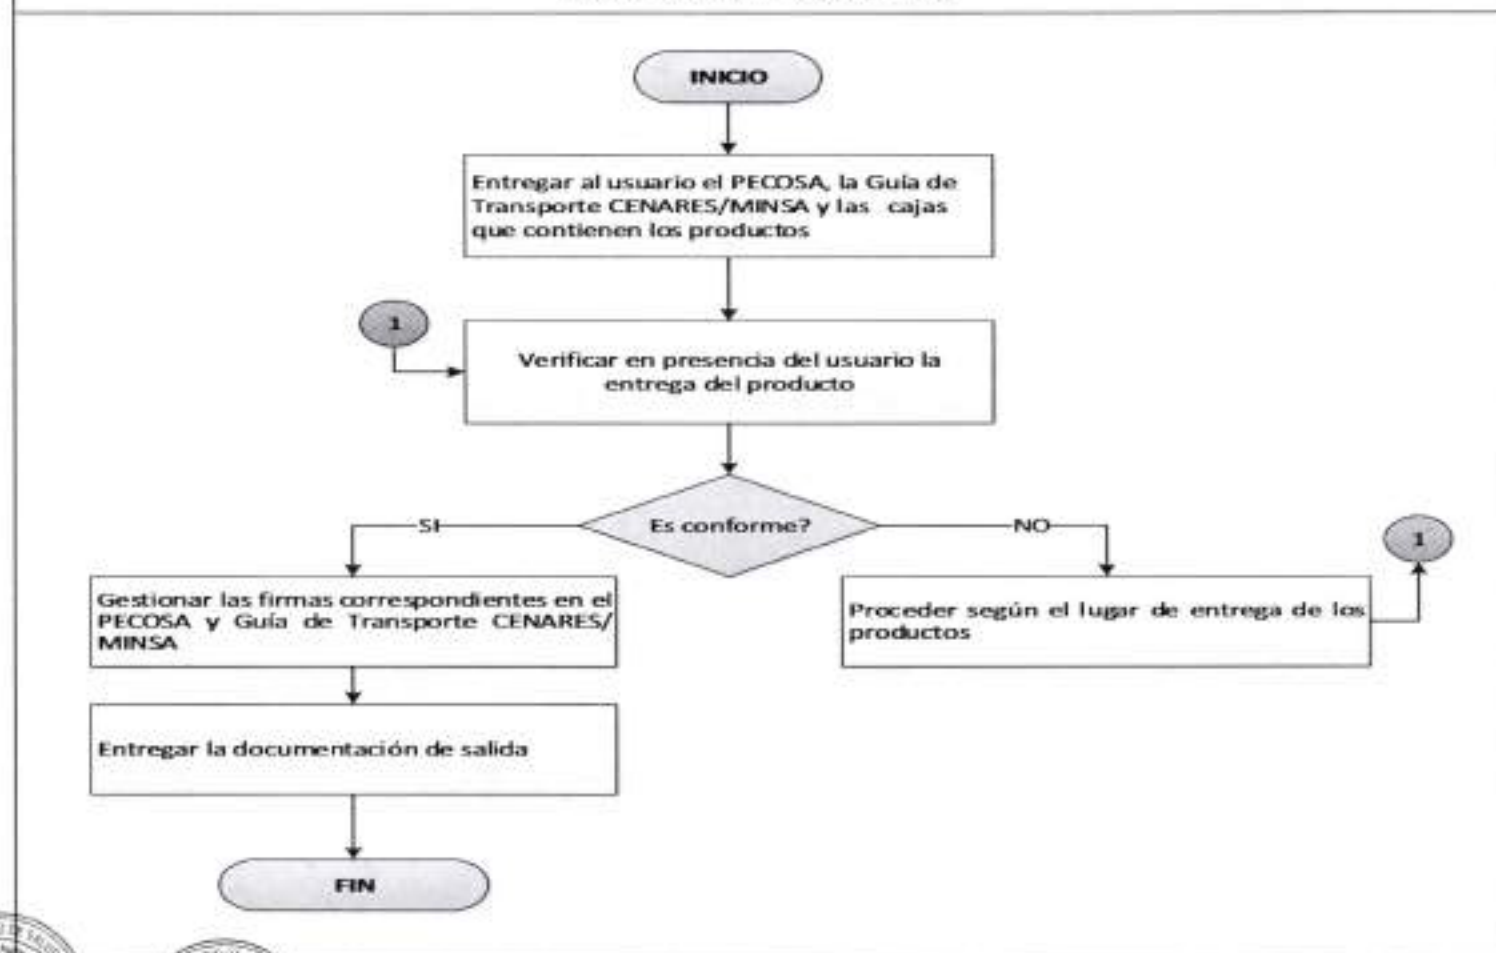 INICIO
Entregar al usuario el PECOSA, la Guía de
Transporte CENARES/MINSA y las cajas
que contienen los productos
1
Verificar en presencia del usuario la
entrega del producto
Es conforme?
SI
NO
1
Gestionar las firmas correspondientes en el
PECOSA y Guía de Transporte CENARES/
MINSA
Proceder según el lugar de entrega de los
productos
Entregar la documentación de salida
FIN